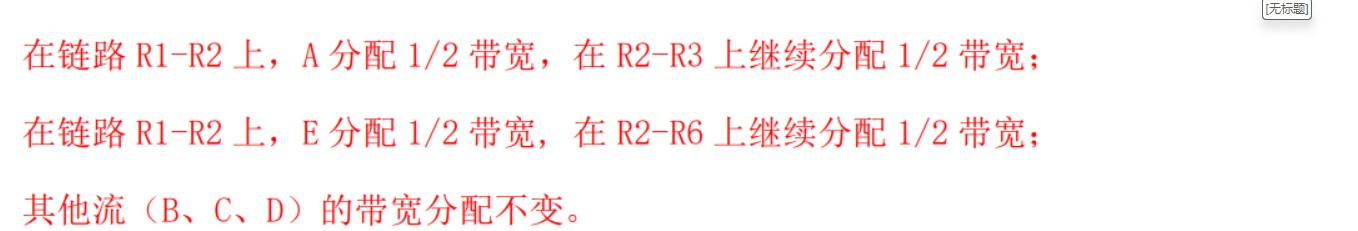 [无标题]
在链路 R1-R2 上，A 分配 1/2 带宽，在 R2-R3 上继续分配 1/2 带宽；
在链路 R1-R2 上，E 分配 1/2 带宽, 在 R2-R6 上继续分配 1/2 带宽；
其他流（B、C、D）的带宽分配不变。